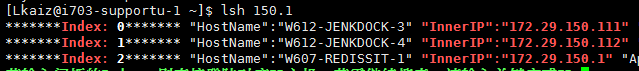 [Lkaiz@i703-supportu-1 ~]$ lsh 150.1
*******Index: 0******* "HostName":"W612-JENKDOCK-3" "InnerIP":"172.29.150.111"
*******Index: 1******* "HostName":"W612-JENKDOCK-4" "InnerIP":"172.29.150.112"
*******Index: 2******* "HostName":"W607-REDISSIT-1" "InnerIP":"172.29.150.1" "Au